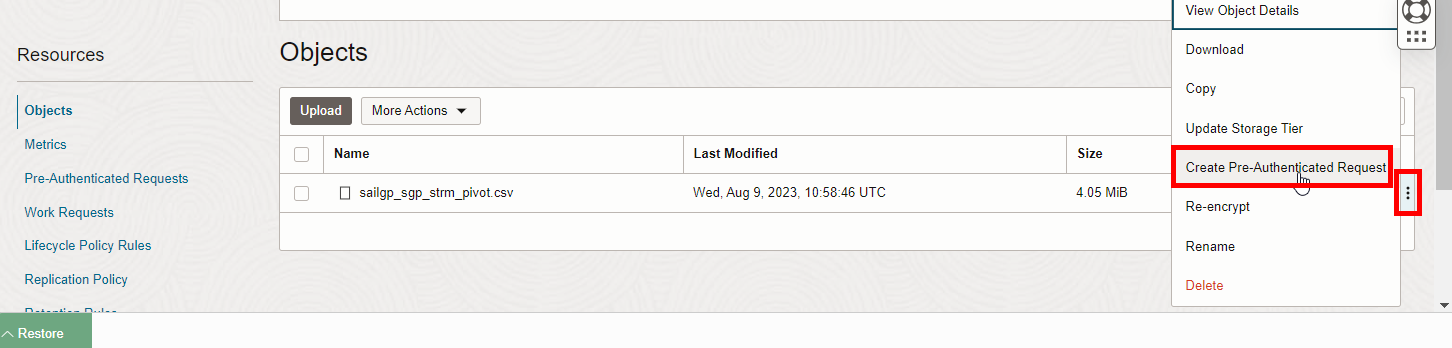 View Object Details
Resources
Objects
Download
Objects
Upload
More Actions
Copy
Metrics
Update Storage Tier
Name
Last Modified
Size
Create Pre-Authenticated Request
Pre-Authenticated Requests
sailgp_sgp_strm_pivot.csv
Wed, Aug 9, 2023, 10:58:46 UTC
4.05 MiB
Work Requests
Re-encrypt
Lifecycle Policy Rules
Rename
Replication Policy
Delete
Retention Rules
Restore